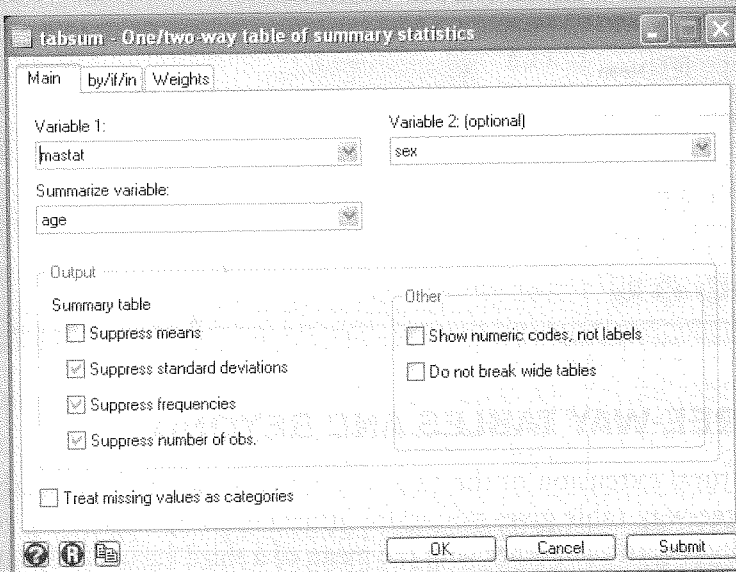 tabsum - One/two-way table of summary statistics
Main by/if/in Weights
Variable 1:
mastat
Variable 2: (optional)
sex
Summarize variable:
age
Output
Summary table
Suppress means
Suppress standard deviations
Suppress frequencies
Suppress number of obs.
Other
Show numeric codes, not labels
Do not break wide tables
Treat missing values as categories
OK Cancel Submit